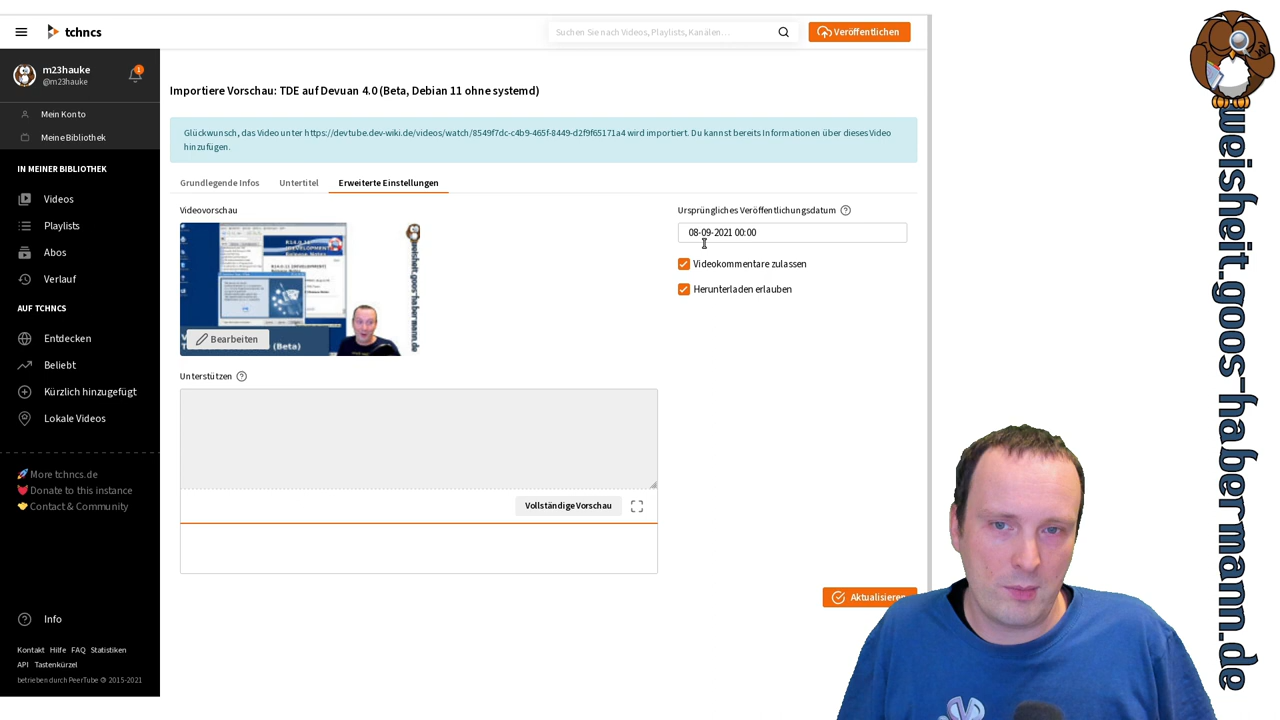 tchncs
Suchen Sie nach Videos, Playlists, Kanälen…
Veröffentlichen
m23hauke
@m23hauke
1
Mein Konto
Meine Bibliothek
IN MEINER BIBLIOTHEK
Videos
Playlists
Abos
Verlauf
AUF TCHNCS
Entdecken
Beliebt
Kürzlich hinzugefügt
Lokale Videos
More tchncs.de
Donate to this instance
Contact & Community
Info
Kontakt Hilfe FAQ Statistiken
API Tastenkürzel
betrieben durch PeerTube © 2015-2021
Importiere Vorschau: TDE auf Devuan 4.0 (Beta, Debian 11 ohne systemd)
Glückwunsch, das Video unter https://devtube.dev-wiki.de/videos/watch/8549f7dc-c4b9-465f-8449-d2f9f65171a4 wird importiert. Du kannst bereits Informationen über dieses Video
hinzufügen.
Grundlegende Infos Untertitel Erweiterte Einstellungen
Videovorschau
(Beta)
weisheit.goos-habermann.de
Bearbeiten
Unterstützen
Vollständige Vorschau
Ursprüngliches Veröffentlichungsdatum
08-09-2021 00:00
Videokommentare zulassen
Herunterladen erlauben
Aktualisieren
weisheit.goos-habermann.de